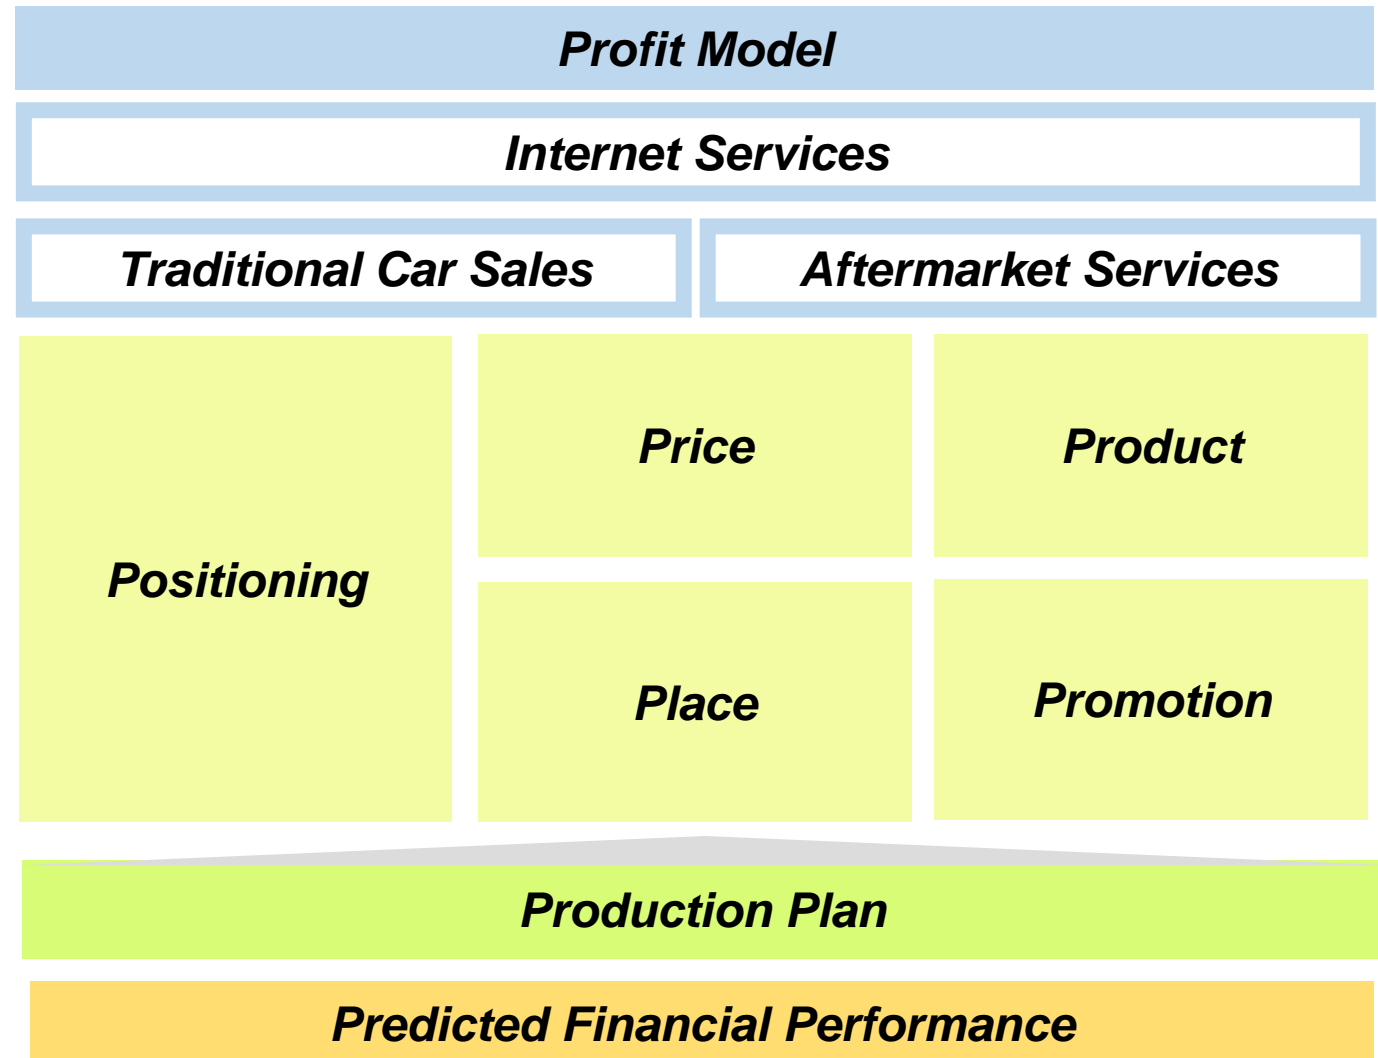 Profit Model
Internet Services
Traditional Car Sales
Aftermarket Services
Positioning
Price
Product
Place
Promotion
Production Plan
Predicted Financial Performance